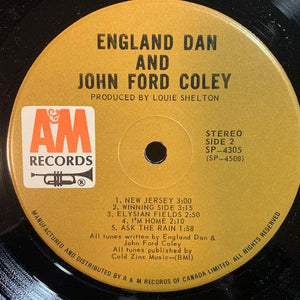 ENGLAND DAN
AND
JOHN FORD COLEY
PRODUCED BY LOUIE SHELTON
A&M
RECORDS
STEREO
SIDE 2
SP-4305
(SP-4508)
1. NEW JERSEY 3:00
2. WINNING SIDE 3:15
3. ELYSIAN FIELDS 2:50
4. I'M HOME 2:10
5. ASK THE RAIN 1:58
All tunes written by England Dan &
John Ford Coley
All tunes published by
Cold Zinc Music—(BMI)
MANUFACTURED AND DISTRIBUTED BY A & M RECORDS OF CANADA LIMITED. ALL RIGHTS RESERVED.